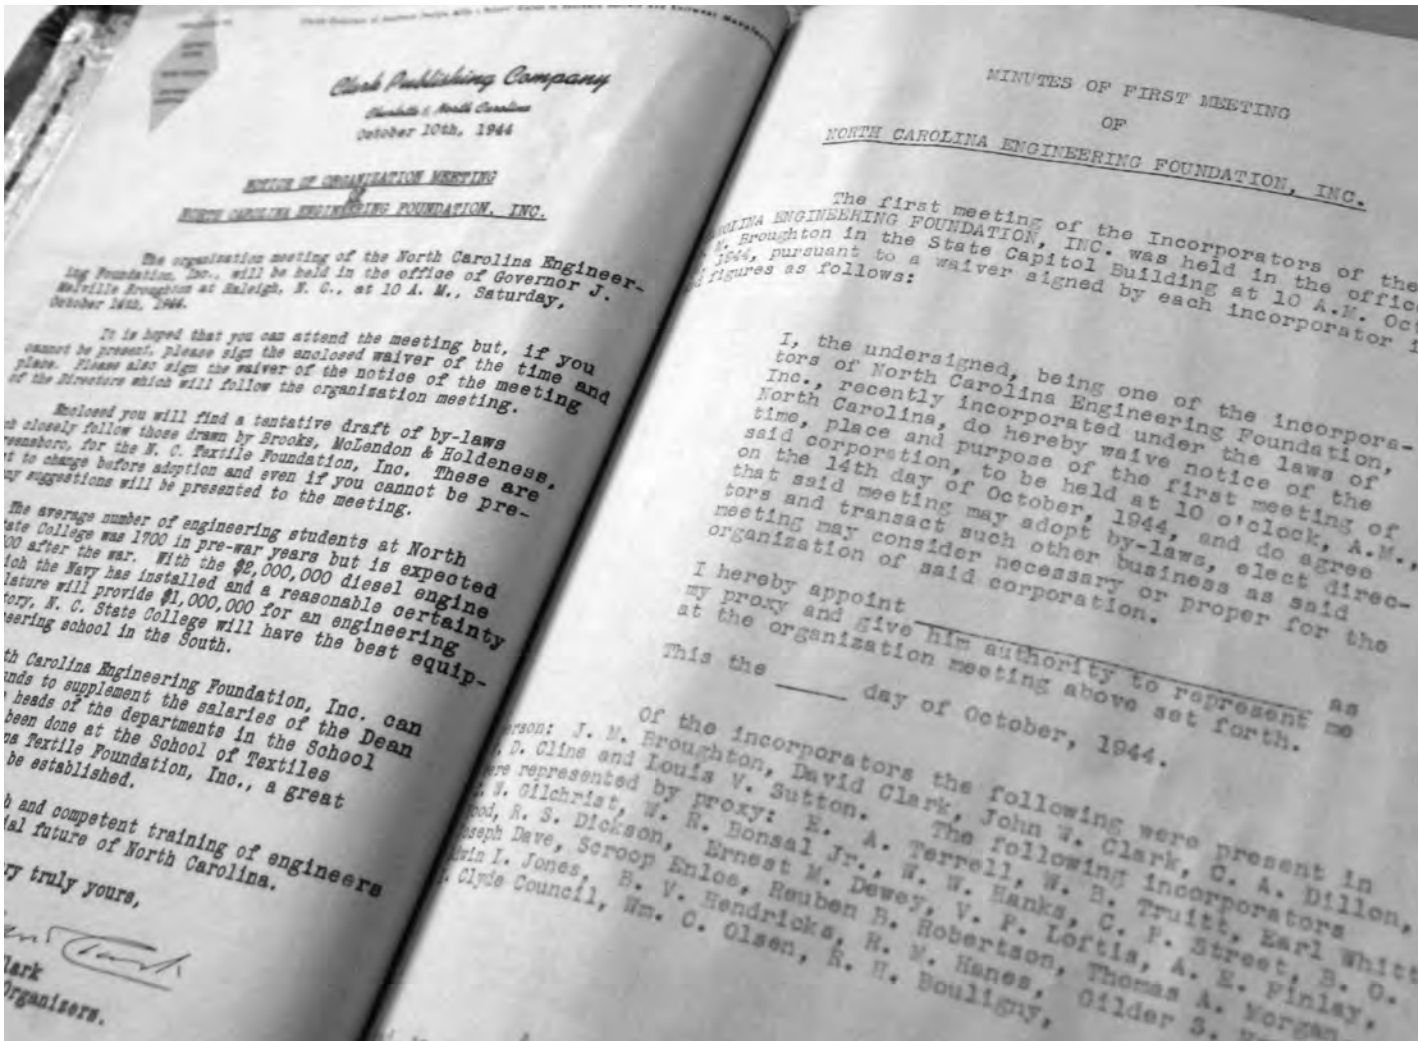 Clark Publishing Company
Charlotte 1, North Carolina
October 10th, 1944
NOTICE OF ORGANIZATION MEETING
OF
NORTH CAROLINA ENGINEERING FOUNDATION, INC.
The organization meeting of the North Carolina Engineer-
ing Foundation, Inc., will be held in the office of Governor J.
Melville Broughton at Raleigh, N. C., at 10 A. M., Saturday,
October 14th, 1944.
It is hoped that you can attend the meeting but, if you
cannot be present, please sign the enclosed waiver of the time and
place. Please also sign the waiver of the notice of the meeting
of the Directors which will follow the organization meeting.
Enclosed you will find a tentative draft of by-laws
closely follow those drawn by Brooks, McLendon & Holdeness,
for the N. C. Textile Foundation, Inc. These are
to change before adoption and even if you cannot be pre-
suggestions will be presented to the meeting.
The average number of engineering students at North
College was 1700 in pre-war years but is expected
after the war. With the $2,000,000 diesel engine
the Navy has installed and a reasonable certainty
will provide $1,000,000 for an engineering
N. C. State College will have the best equip-
school in the South.
Carolina Engineering Foundation, Inc. can
to supplement the salaries of the Dean
heads of the departments in the School
been done at the School of Textiles
Textile Foundation, Inc., a great
be established.
and competent training of engineers
future of North Carolina.
truly yours,
Clark
Organizers.
MINUTES OF FIRST MEETING
OF
NORTH CAROLINA ENGINEERING FOUNDATION, INC.
The first meeting of the Incorporators of the
ENGINEERING FOUNDATION, INC. was held in the office
M. Broughton in the State Capitol Building at 10 A.M. Oct
1944, pursuant to a waiver signed by each incorporator
figures as follows:
I, the undersigned, being one of the incorpora-
tors of North Carolina Engineering Foundation,
Inc., recently incorporated under the laws of
North Carolina, do hereby waive notice of the
time, place and purpose of the first meeting of
said corporation, to be held at 10 o'clock, A.M.,
on the 14th day of October, 1944, and do agree
that said meeting may adopt by-laws, elect direc-
tors and transact such other business as said
meeting may consider necessary or proper for the
organization of said corporation.
I hereby appoint ____ as
my proxy and give him authority to represent me
at the organization meeting above set forth.
This the ____ day of October, 1944.
Of the incorporators the following were present in
person: J. M. Broughton, David Clark, John W. Clark, C. A. Dillon,
D. Cline and Louis V. Sutton. The following incorporators
were represented by proxy: E. A. Terrell, W. B. Truitt, Earl Whitt
W. Gilchrist, W. R. Bonsal Jr., W. W. Hanks, C. P. Street, B. O.
R. S. Dickson, Ernest M. Dewey, V. P. Loftis, A. E. Finlay,
Joseph Dave, Scroop Enloe, Reuben B. Robertson, Thomas A. Morgan
I. Jones, B. V. Hendricks, R. M. Hanes, Gilder S.
Clyde Council, Wm. C. Olsen, R. H. Bouligny,